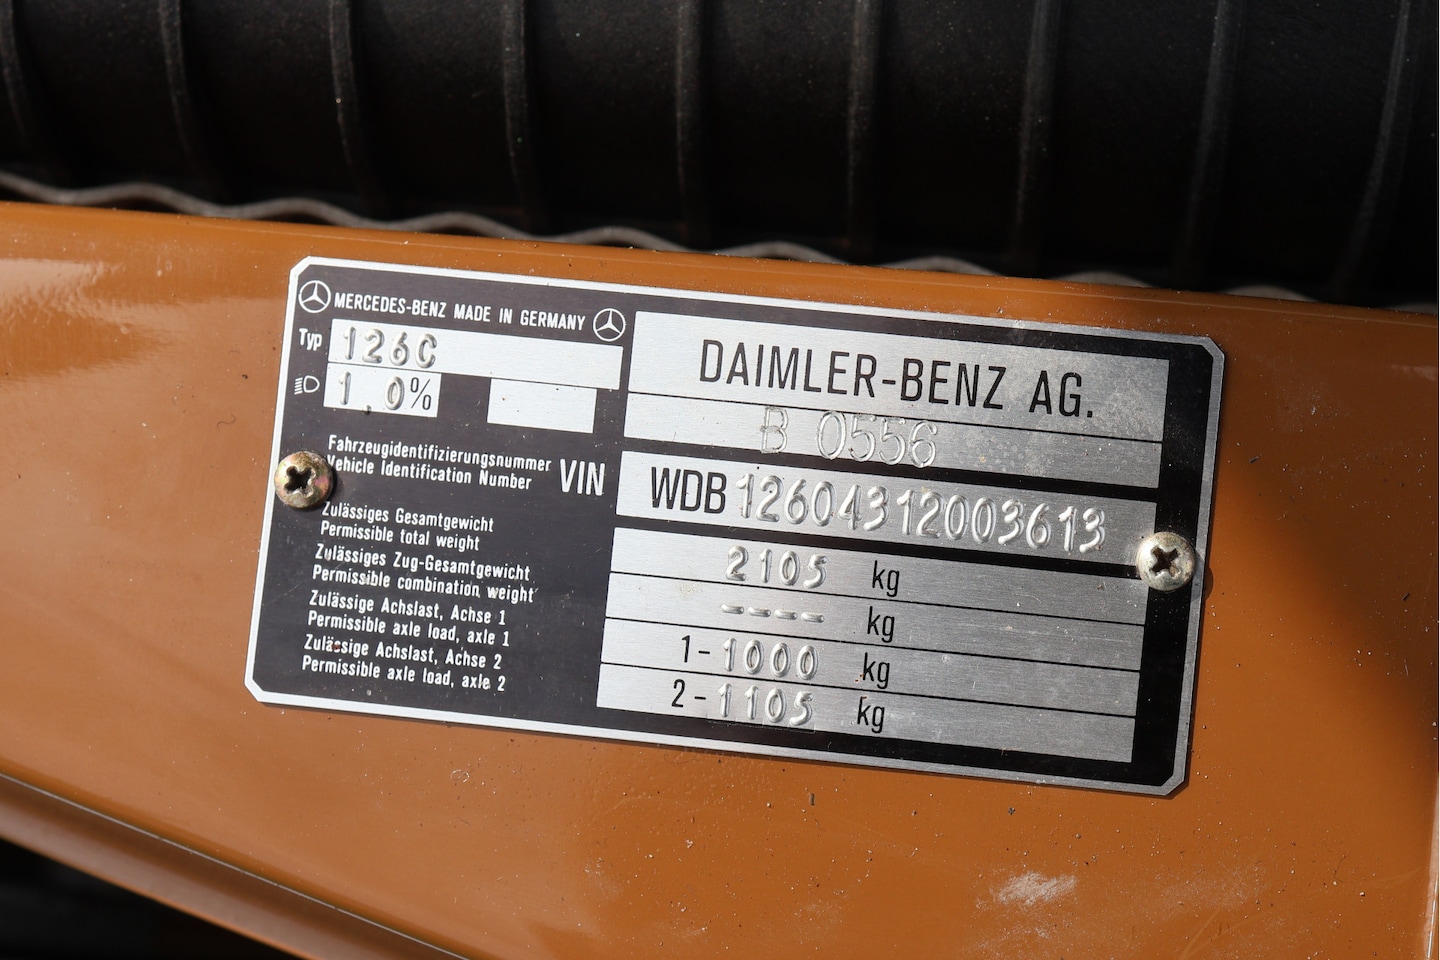 MERCEDES-BENZ MADE IN GERMANY
Typ 126C
1.0%
DAIMLER-BENZ AG.
B 0556
Fahrzeugidentifizierungsnummer
Vehicle Identification Number
VIN WDB 12604312003613
Zulässiges Gesamtgewicht
Permissible total weight
2105 kg
Zulässiges Zug-Gesamtgewicht
Permissible combination weight
---- kg
Zulässige Achslast, Achse 1
Permissible axle load, axle 1
1-1000 kg
Zulässige Achslast, Achse 2
Permissible axle load, axle 2
2-1105 kg